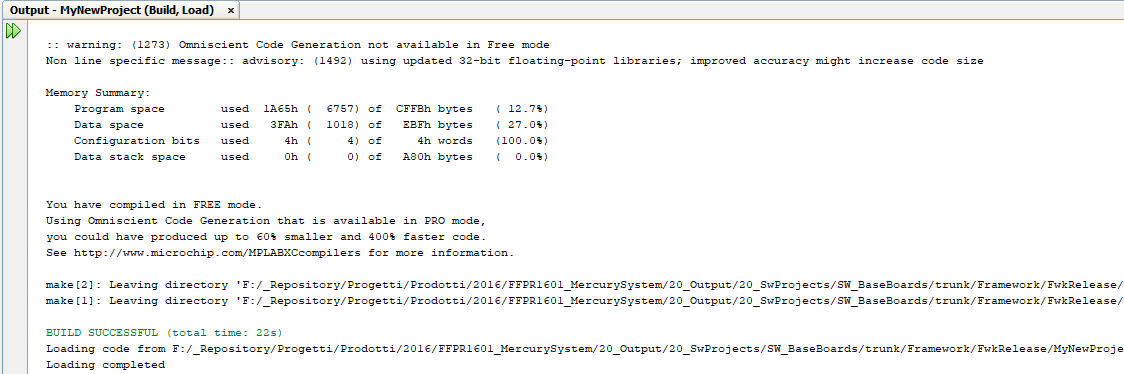 Output - MyNewProject (Build, Load) x
:: warning: (1273) Omniscient Code Generation not available in Free mode
Non line specific message:: advisory: (1492) using updated 32-bit floating-point libraries; improved accuracy might increase code size
Memory Summary:
Program space used 1A65h ( 6757) of CFFBh bytes ( 12.7%)
Data space used 3FAh ( 1018) of EBFh bytes ( 27.0%)
Configuration bits used 4h ( 4) of 4h words (100.0%)
Data stack space used 0h ( 0) of A80h bytes ( 0.0%)
You have compiled in FREE mode.
Using Omniscient Code Generation that is available in PRO mode,
you could have produced up to 60% smaller and 400% faster code.
See http://www.microchip.com/MPLABXCcompilers for more information.
make[2]: Leaving directory 'F:/_Repository/Progetti/Prodotti/2016/FFPR1601_MercurySystem/20_Output/20_SwProjects/SW_BaseBoards/trunk/Framework/FwkRelease/
make[1]: Leaving directory 'F:/_Repository/Progetti/Prodotti/2016/FFPR1601_MercurySystem/20_Output/20_SwProjects/SW_BaseBoards/trunk/Framework/FwkRelease/
BUILD SUCCESSFUL (total time: 22s)
Loading code from F:/_Repository/Progetti/Prodotti/2016/FFPR1601_MercurySystem/20_Output/20_SwProjects/SW_BaseBoards/trunk/Framework/FwkRelease/MyNewProje
Loading completed